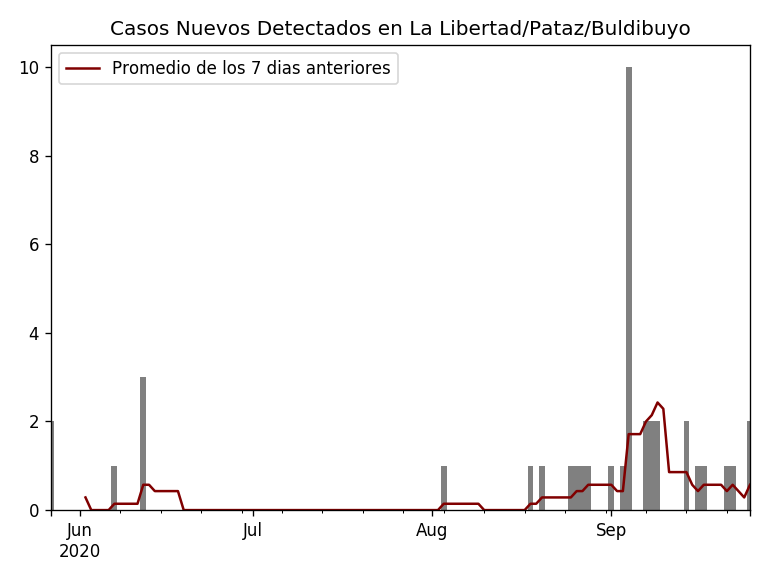 Casos Nuevos Detectados en La Libertad/Pataz/Buldibuyo
Promedio de los 7 dias anteriores
10
8
6
4
2
0
Jun Jul Aug Sep
2020